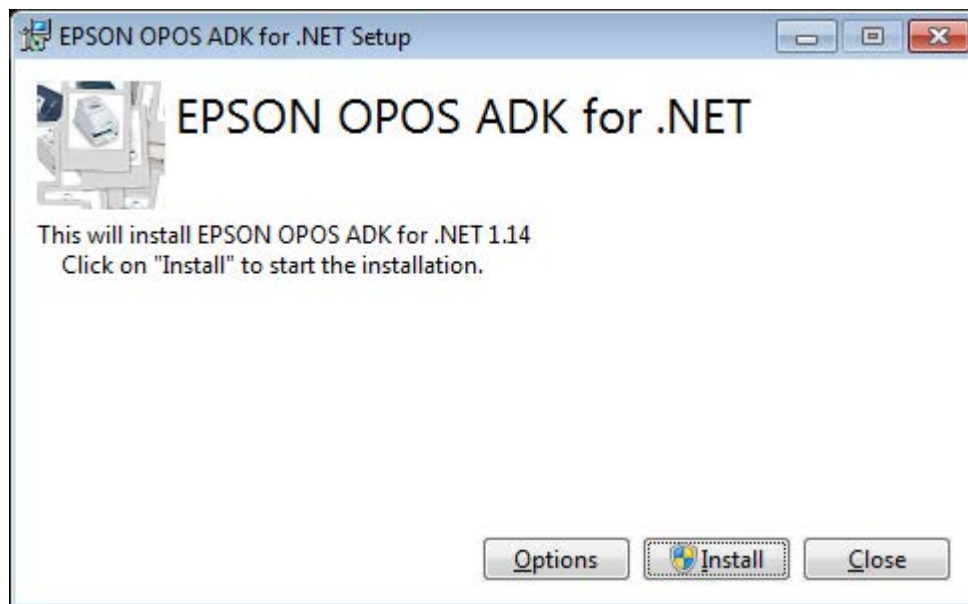 EPSON OPOS ADK for .NET Setup
EPSON OPOS ADK for .NET
This will install EPSON OPOS ADK for .NET 1.14
Click on "Install" to start the installation.
Options Install Close